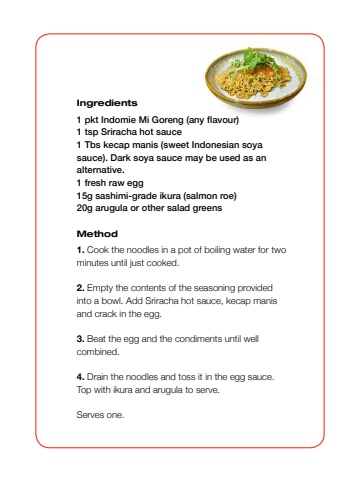 Ingredients
1 pkt Indomie Mi Goreng (any flavour)
1 tsp Sriracha hot sauce
1 Tbs kecap manis (sweet Indonesian soya
sauce). Dark soya sauce may be used as an
alternative.
1 fresh raw egg
15g sashimi-grade ikura (salmon roe)
20g arugula or other salad greens
Method
1. Cook the noodles in a pot of boiling water for two
minutes until just cooked.
2. Empty the contents of the seasoning provided
into a bowl. Add Sriracha hot sauce, kecap manis
and crack in the egg.
3. Beat the egg and the condiments until well
combined.
4. Drain the noodles and toss it in the egg sauce.
Top with ikura and arugula to serve.
Serves one.